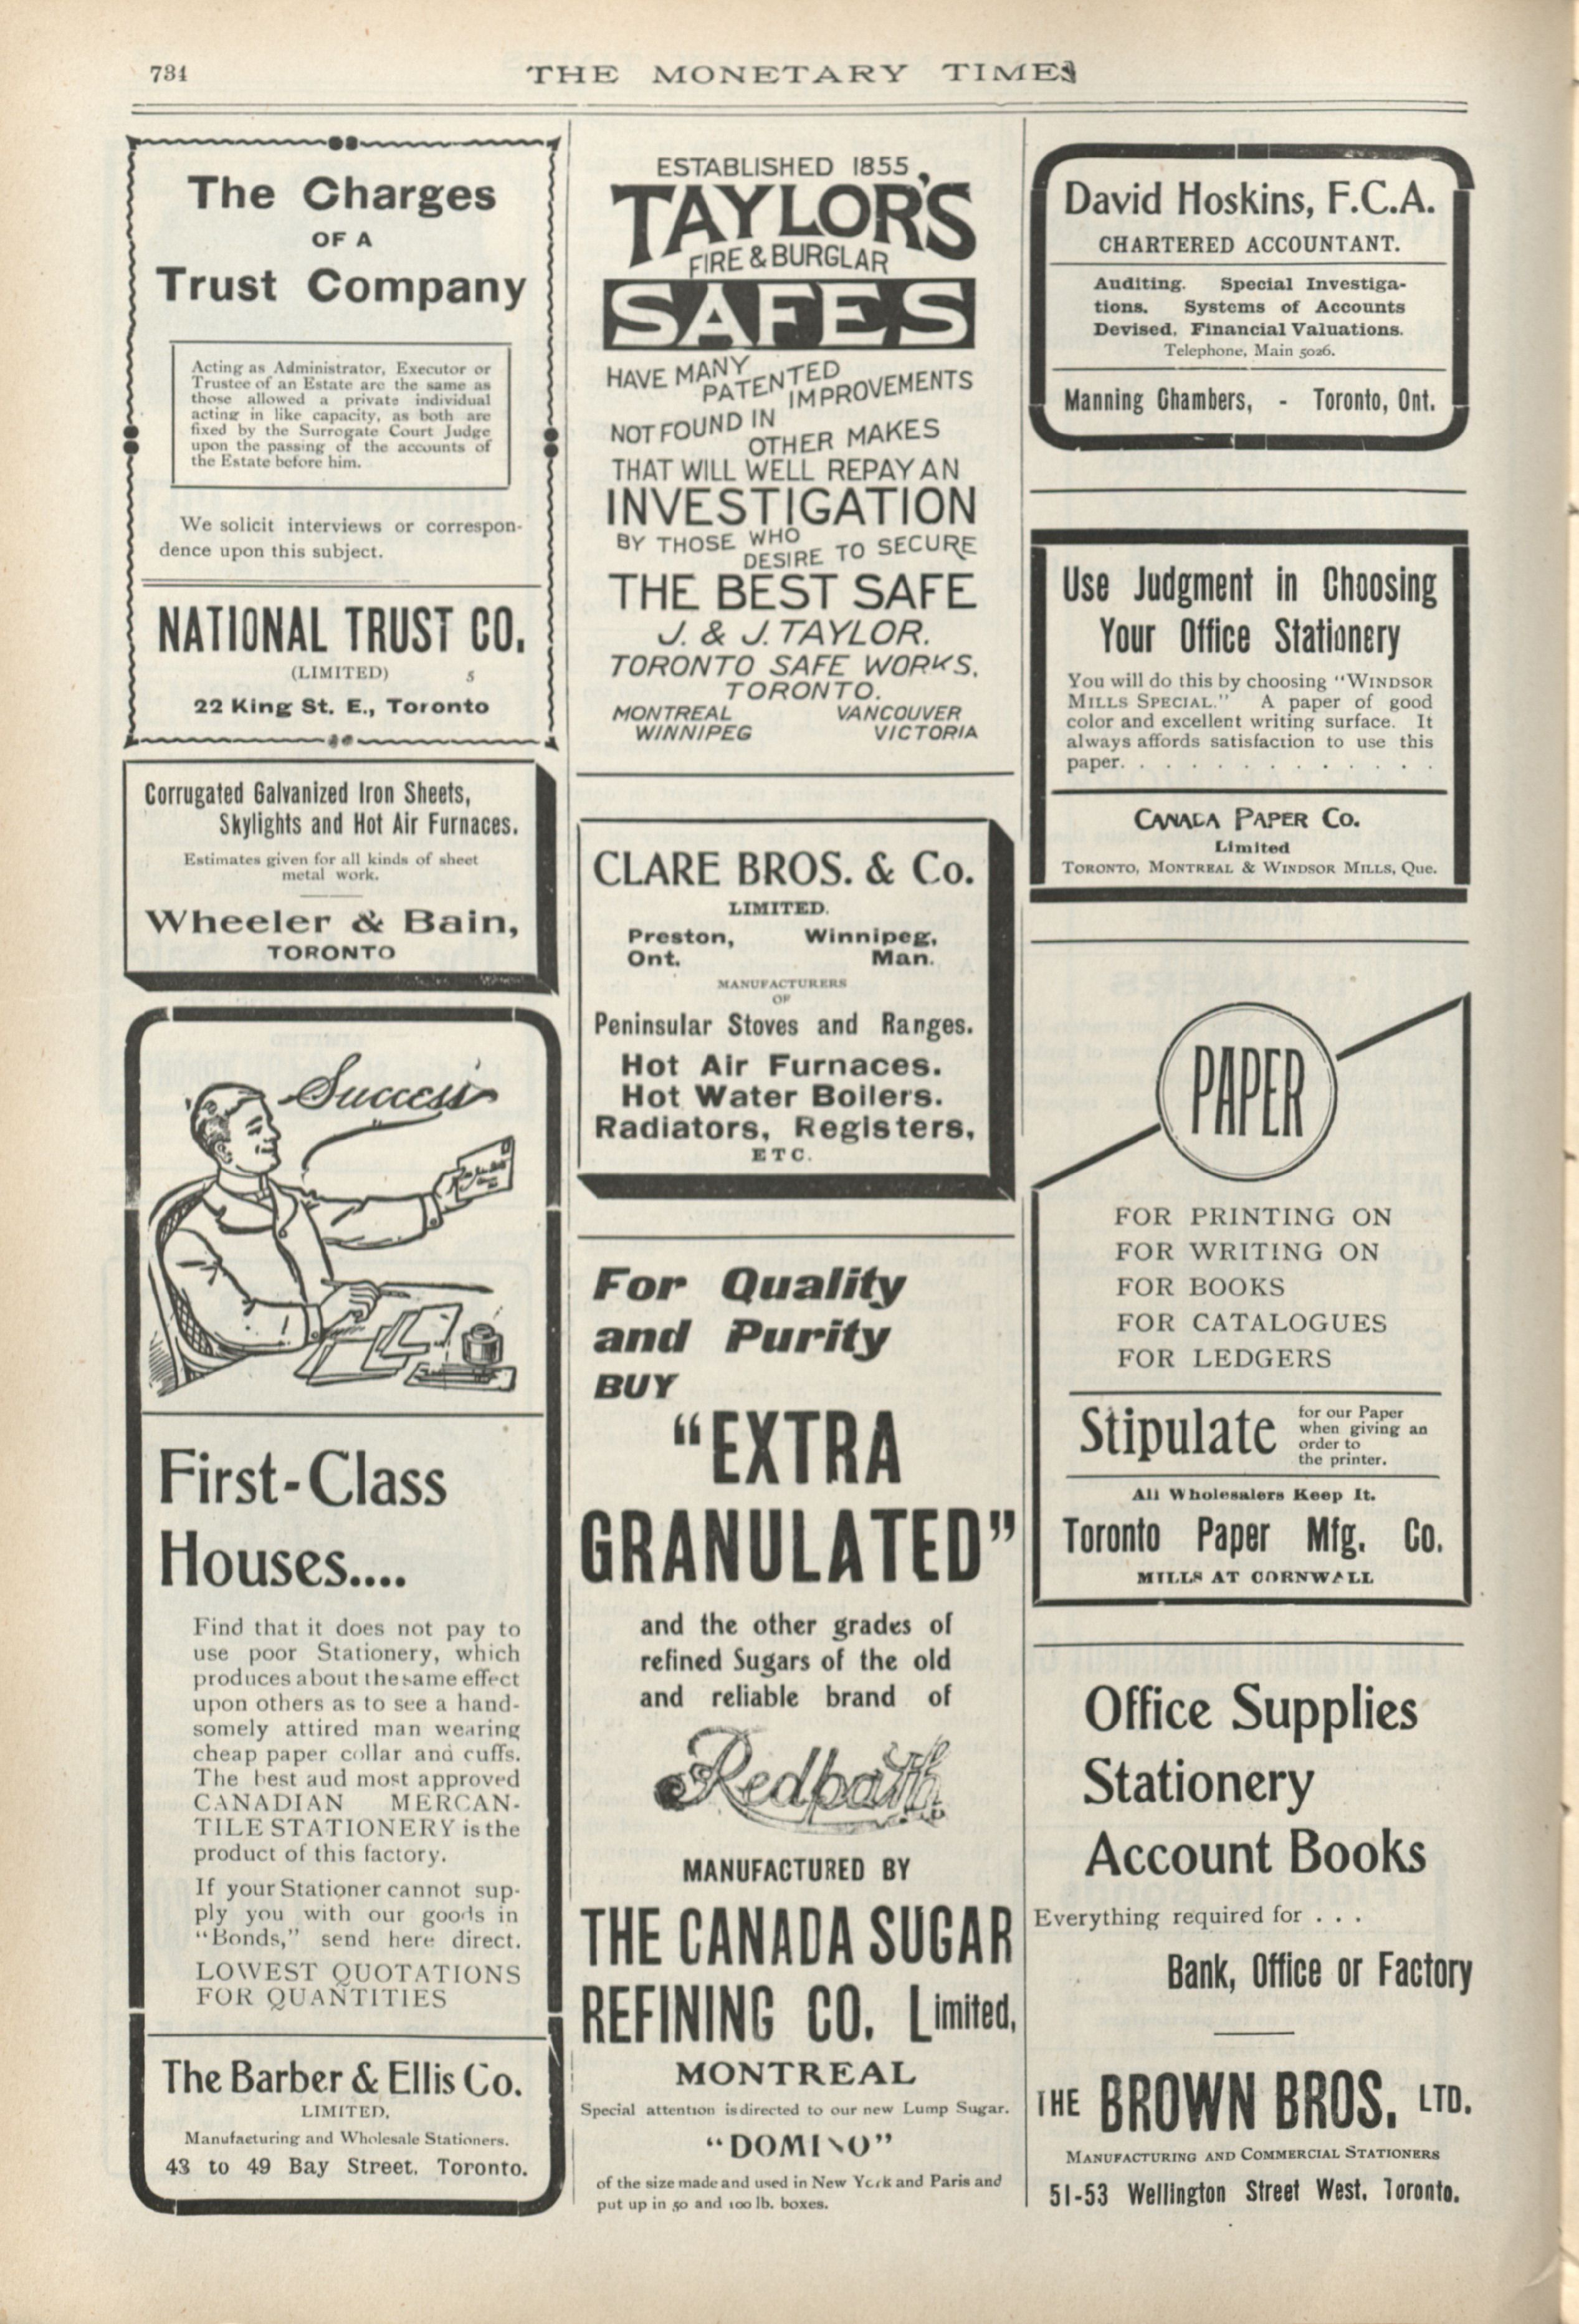 734
THE MONETARY TIMES
The Charges
OF A
Trust Company
Acting as Administrator, Executor or
Trustee of an Estate are the same as
those allowed a private individual
acting in like capacity, as both are
fixed by the Surrogate Court Judge
upon the passing of the accounts of
the Estate before him.
We solicit interviews or correspon-
dence upon this subject.
NATIONAL TRUST CO.
(LIMITED) 5
22 King St. E., Toronto
Corrugated Galvanized Iron Sheets,
Skylights and Hot Air Furnaces.
Estimates given for all kinds of sheet
metal work.
Wheeler & Bain,
TORONTO
Success
First-Class
Houses....
Find that it does not pay to
use poor Stationery, which
produces about the same effect
upon others as to see a hand-
somely attired man wearing
cheap paper collar and cuffs.
The best aud most approved
CANADIAN MERCAN-
TILE STATIONERY is the
product of this factory.
If your Stationer cannot sup-
ply you with our goods in
"Bonds," send here direct.
LOWEST QUOTATIONS
FOR QUANTITIES
The Barber & Ellis Co.
LIMITED,
Manufacturing and Wholesale Stationers.
43 to 49 Bay Street. Toronto.
ESTABLISHED 1855
TAYLOR'S
FIRE & BURGLAR
SAFES
HAVE MANY
PATENTED
IMPROVEMENTS
NOT FOUND IN
OTHER MAKES
THAT WILL WELL REPAY AN
INVESTIGATION
BY THOSE WHO
DESIRE TO SECURE
THE BEST SAFE
J. & J. TAYLOR.
TORONTO SAFE WORKS,
TORONTO.
MONTREAL VANCOUVER
WINNIPEG VICTORIA
CLARE BROS. & Co.
LIMITED.
Preston, Winnipeg,
Ont. Man.
MANUFACTURERS
OF
Peninsular Stoves and Ranges.
Hot Air Furnaces.
Hot Water Boilers.
Radiators, Registers,
ETC.
For Quality
and Purity
BUY
"EXTRA
GRANULATED"
and the other grades of
refined Sugars of the old
and reliable brand of
Redpath
MANUFACTURED BY
THE CANADA SUGAR
REFINING CO. Limited,
MONTREAL
Special attention is directed to our new Lump Sugar.
"DOMINO"
of the size made and used in New York and Paris and
put up in 50 and 100 lb. boxes.
David Hoskins, F.C.A.
CHARTERED ACCOUNTANT.
Auditing. Special Investiga-
tions. Systems of Accounts
Devised. Financial Valuations.
Telephone, Main 5026.
Manning Chambers, - Toronto, Ont.
Use Judgment in Choosing
Your Office Stationery
You will do this by choosing "WINDSOR
MILLS SPECIAL." A paper of good
color and excellent writing surface. It
always affords satisfaction to use this
paper. . . . . . . . . . . . .
CANADA PAPER CO.
Limited
TORONTO, MONTREAL & WINDSOR MILLS, Que.
PAPER
FOR PRINTING ON
FOR WRITING ON
FOR BOOKS
FOR CATALOGUES
FOR LEDGERS
Stipulate
for our Paper
when giving an
order to
the printer.
All Wholesalers Keep It.
Toronto Paper Mfg. Co.
MILLS AT CORNWALL
Office Supplies
Stationery
Account Books
Everything required for . . .
Bank, Office or Factory
THE BROWN BROS. LTD.
MANUFACTURING AND COMMERCIAL STATIONERS
51-53 Wellington Street West, Toronto.